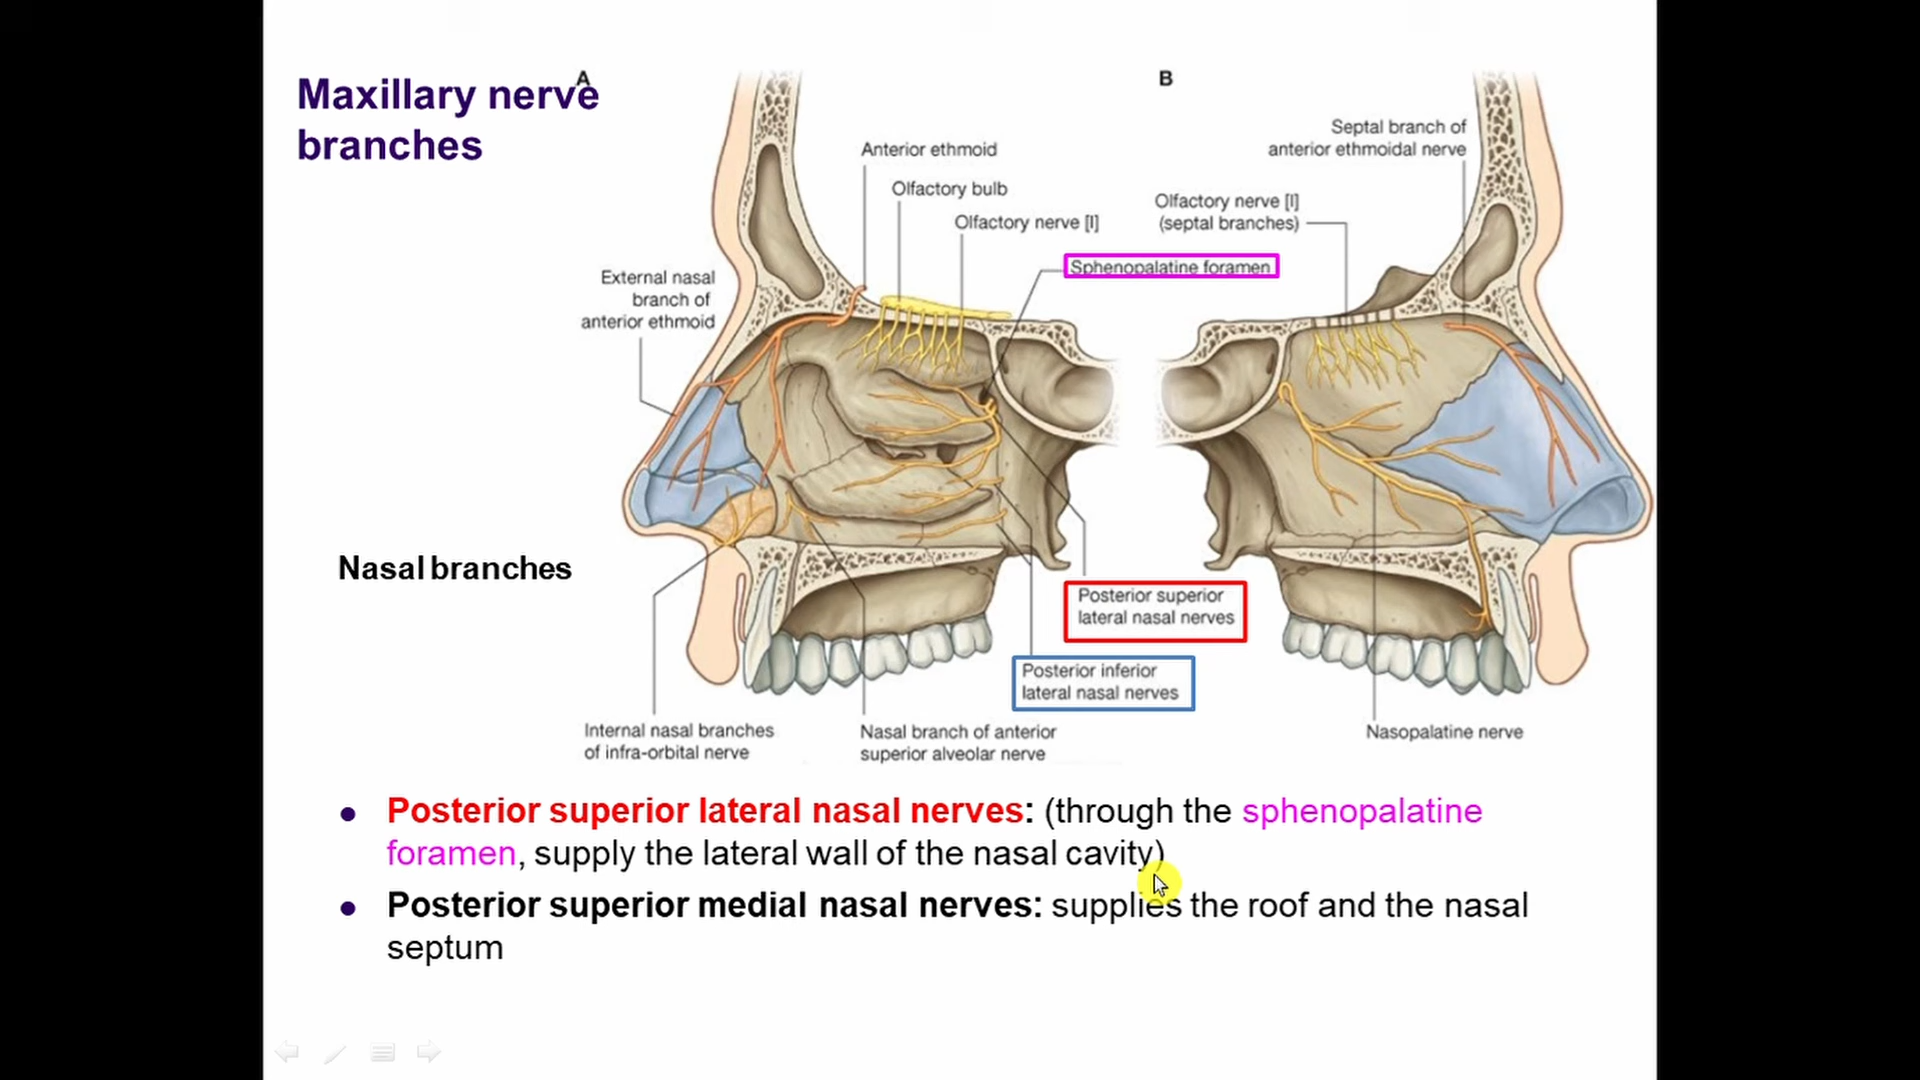 Maxillary nerve
branches
A
B
Anterior ethmoid
Olfactory bulb
Olfactory nerve [I]
Sphenopalatine foramen
External nasal
branch of
anterior ethmoid
Septal branch of
anterior ethmoidal nerve
Olfactory nerve [I]
(septal branches)
Nasal branches
Posterior superior
lateral nasal nerves
Posterior inferior
lateral nasal nerves
Internal nasal branches
of infra-orbital nerve
Nasal branch of anterior
superior alveolar nerve
Nasopalatine nerve
● Posterior superior lateral nasal nerves: (through the sphenopalatine
foramen, supply the lateral wall of the nasal cavity)
● Posterior superior medial nasal nerves: supplies the roof and the nasal
septum